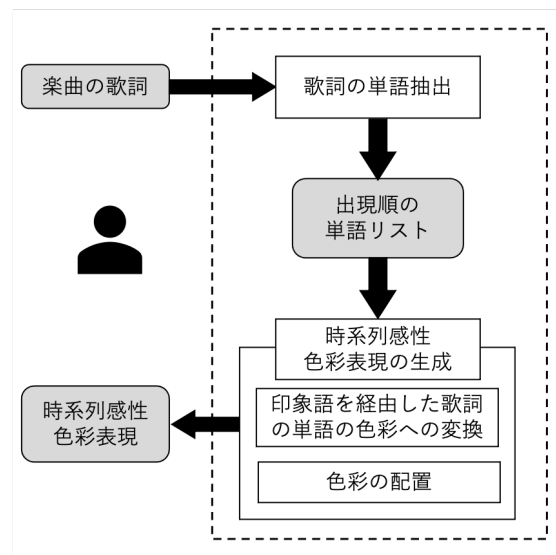 楽曲の歌詞
歌詞の単語抽出
出現順の
単語リスト
時系列感性
色彩表現の生成
印象語を経由した歌詞
の単語の色彩への変換
色彩の配置
時系列感性
色彩表現